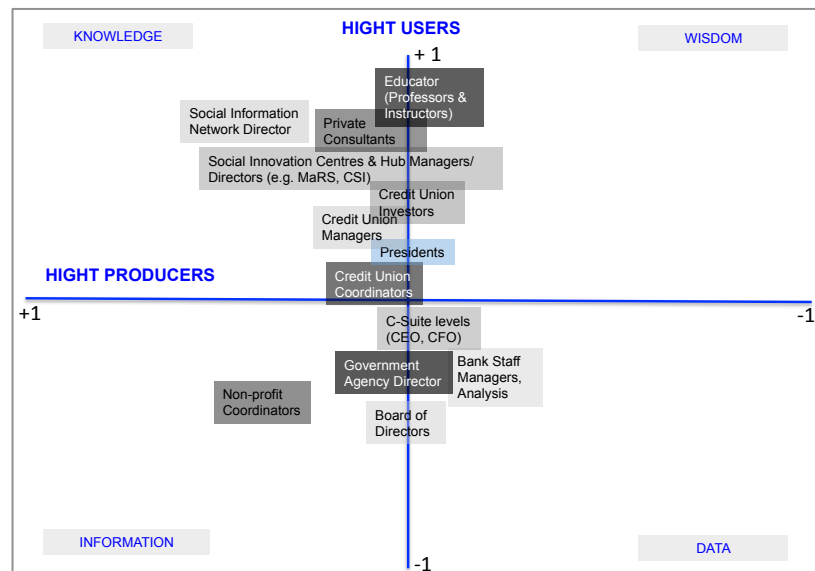 KNOWLEDGE
HIGHT USERS
WISDOM
+ 1
Educator
(Professors &
Instructors)
Social Information
Network Director
Private
Consultants
Social Innovation Centres & Hub Managers/
Directors (e.g. MaRS, CSI)
Credit Union
Investors
Credit Union
Managers
Presidents
HIGHT PRODUCERS
Credit Union
Coordinators
+1
-1
C-Suite levels
(CEO, CFO)
Government
Agency Director
Bank Staff
Managers,
Analysis
Non-profit
Coordinators
Board of
Directors
INFORMATION
DATA
-1